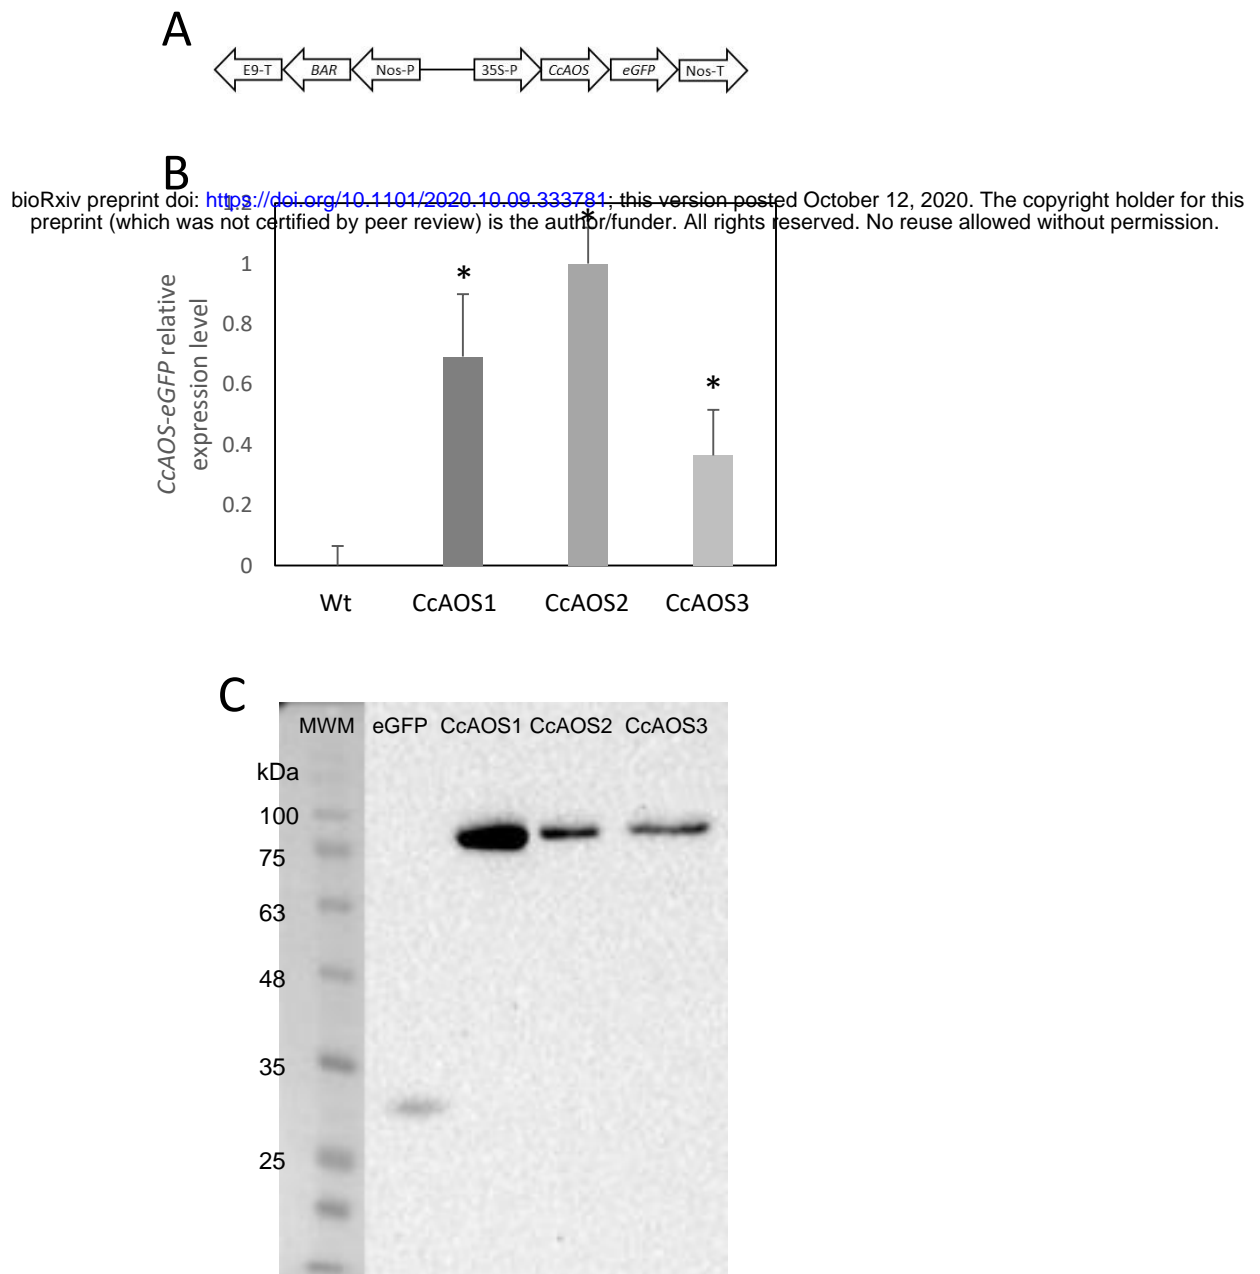 A
E9-T BAR Nos-P 35S-P CcAOS eGFP Nos-T
B
bioRxiv preprint doi: https://doi.org/10.1101/2020.10.09.333781; this version posted October 12, 2020. The copyright holder for this
preprint (which was not certified by peer review) is the author/funder. All rights reserved. No reuse allowed without permission.
1.2
*
1
*
0.8
0.6
*
0.4
0.2
0
CcAOS-eGFP relative
expression level
Wt CcAOS1 CcAOS2 CcAOS3
C
MWM eGFP CcAOS1 CcAOS2 CcAOS3
kDa
100
75
63
48
35
25